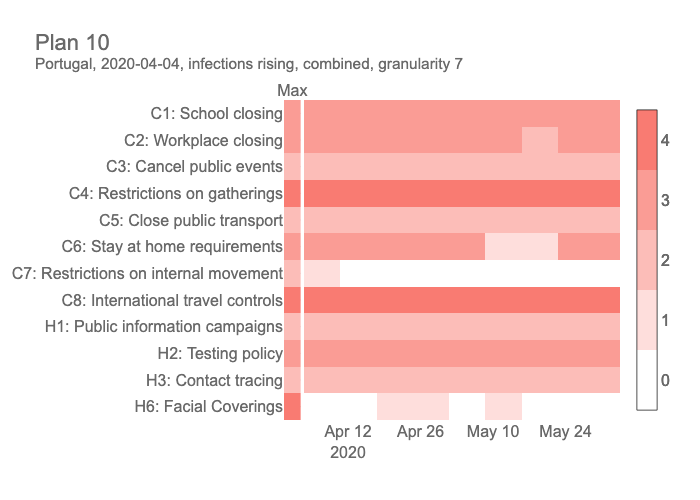 Plan 10
Portugal, 2020-04-04, infections rising, combined, granularity 7
Max
C1: School closing
C2: Workplace closing
C3: Cancel public events
C4: Restrictions on gatherings
C5: Close public transport
C6: Stay at home requirements
C7: Restrictions on internal movement
C8: International travel controls
H1: Public information campaigns
H2: Testing policy
H3: Contact tracing
H6: Facial Coverings
Apr 12 Apr 26 May 10 May 24
2020
4
3
2
1
0